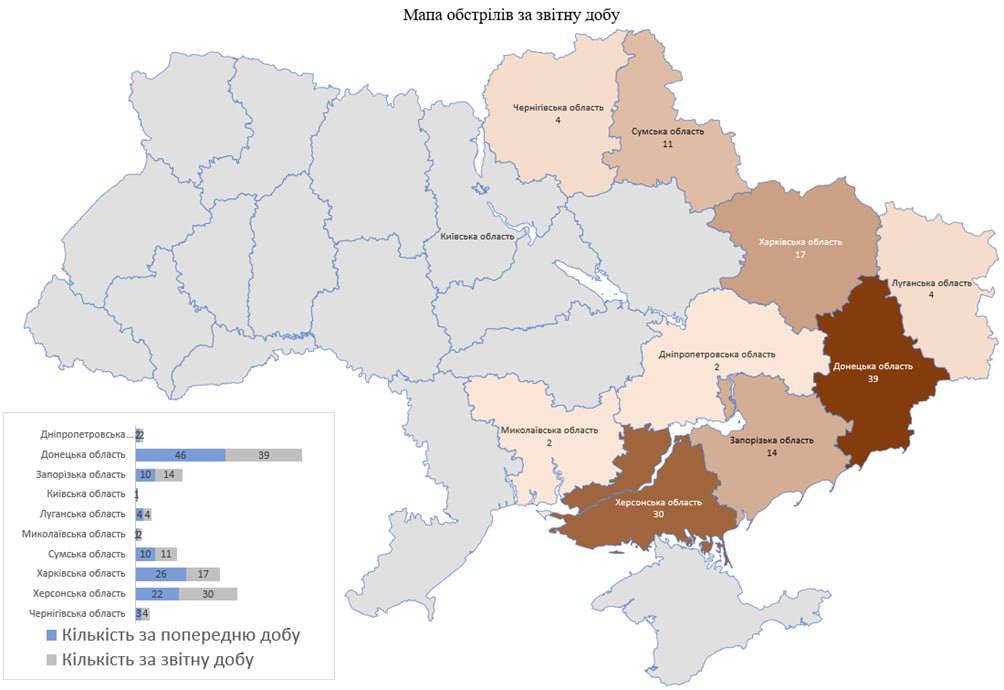 Мапа обстрілів за звітну добу
Чернігівська область
4
Сумська область
11
Київська область
Харківська область
17
Луганська область
4
Дніпропетровська область
2
Донецька область
39
Миколаївська область
2
Запорізька область
14
Херсонська область
30
Дніпропетровська... 2 2
Донецька область 46 39
Запорізька область 10 14
Київська область 1
Луганська область 4 4
Миколаївська область 1 2
Сумська область 10 11
Харківська область 26 17
Херсонська область 22 30
Чернігівська область 3 4
Кількість за попередню добу
Кількість за звітну добу